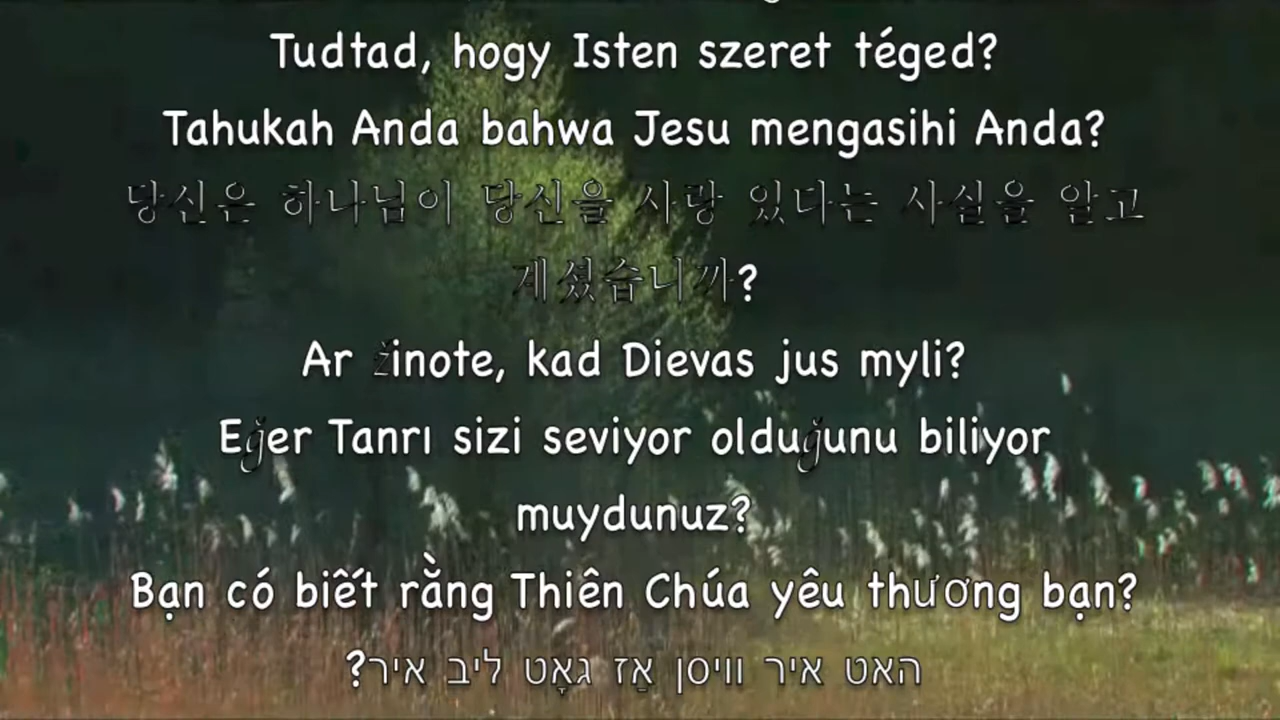 Tudtad, hogy Isten szeret téged?
Tahukah Anda bahwa Jesu mengasihi Anda?
당신은 하나님이 당신을 사랑 있다는 사실을 알고
계셨습니까?
Ar žinote, kad Dievas jus myli?
Eğer Tanrı sizi seviyor olduğunu biliyor
muydunuz?
Bạn có biết rằng Thiên Chúa yêu thương bạn?
האט איר וויסן אַז גאָט ליב איר?